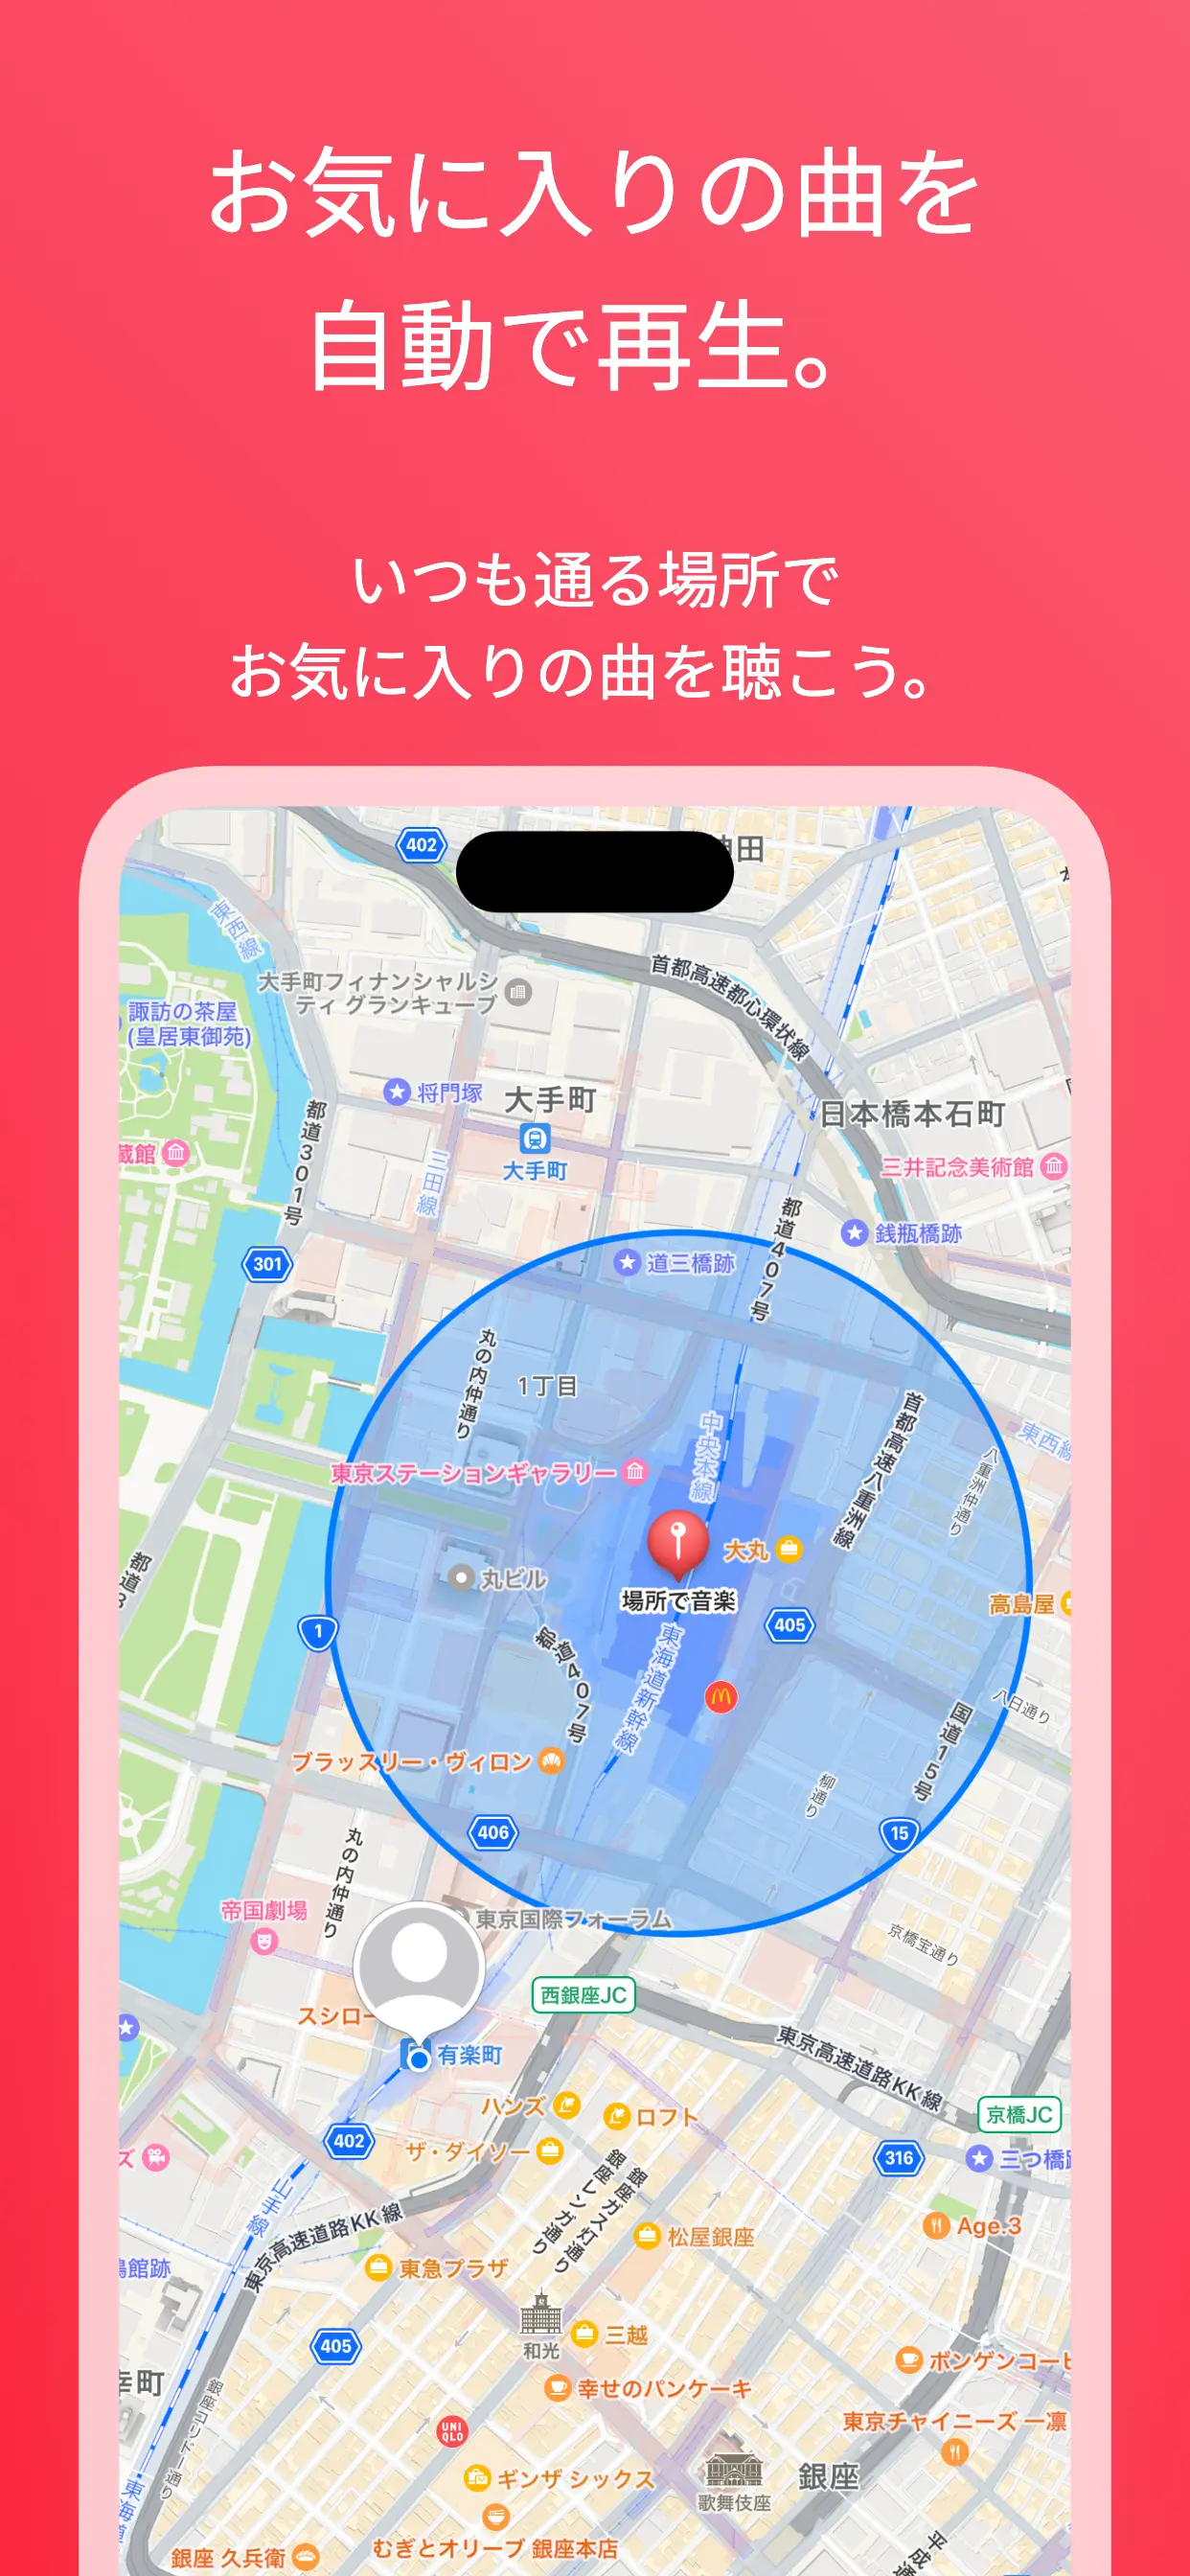 お気に入りの曲を
自動で再生。
いつも通る場所で
お気に入りの曲を聴こう。
402
田
東西線
大手町フィナンシャルシ
ティ グランキューブ
首都高速都心環状線
諏訪の茶屋
(皇居東御苑)
将門塚
大手町
日本橋本石町
都道301号
蔵館
大手町
三田線
三井記念美術館
都道407号
銭瓶橋跡
301
道三橋跡
丸の内仲通り
1丁目
首都高速八重洲線
中央本線
東西線
八重洲仲通り
東京ステーションギャラリー
大丸
都道3
丸ビル
場所で音楽
高島屋
1
405
都道407号
東海道新幹線
八日通り
国道15号
ブラッスリー・ヴィロン
柳通り
406
15
丸の内仲通り
帝国劇場
東京国際フォーラム
京橋宝通り
西銀座JC
スシロー
有楽町
東京高速道路KK線
ハンズ
ロフト
京橋JC
402
ザ・ダイソー
316
三つ橋跡
ズ
銀座ガス灯通り
銀座レンガ通り
山手線
東京高速道路KK線
松屋銀座
Age.3
鳴館跡
東急プラザ
405
和光
三越
ボンゲンコーヒ
幸町
銀座コリドー通り
幸せのパンケーキ
東京チャイニーズ 一凛
UNI
QLO
ギンザ シックス
歌舞伎座
銀座
東海道
むぎとオリーブ 銀座本店
銀座 久兵衛
平成通